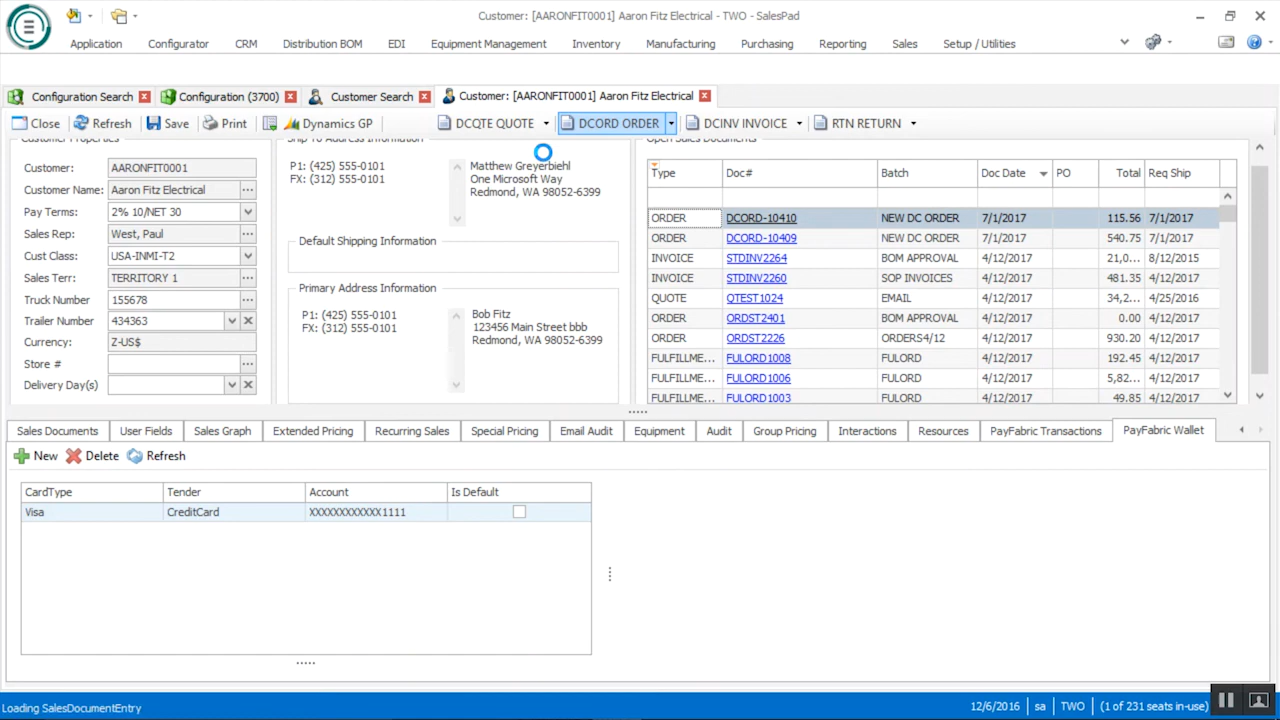 Customer: [AARONFIT0001] Aaron Fitz Electrical - TWO - SalesPad
Application Configurator CRM Distribution BOM EDI Equipment Management Inventory Manufacturing Purchasing Reporting Sales Setup / Utilities
Configuration Search Configuration (3700) Customer Search Customer: [AARONFIT0001] Aaron Fitz Electrical
Close Refresh Save Print Dynamics GP DCQTE QUOTE DCORD ORDER DCINV INVOICE RTN RETURN
Customer Properties
Customer: AARONFIT0001
Customer Name: Aaron Fitz Electrical
Pay Terms: 2% 10/NET 30
Sales Rep: West, Paul
Cust Class: USA-INMI-T2
Sales Terr: TERRITORY 1
Truck Number 155678
Trailer Number 434363
Currency: Z-US$
Store #
Delivery Day(s)
Ship To Address Information
P1: (425) 555-0101
FX: (312) 555-0101
Matthew Greyerbiehl
One Microsoft Way
Redmond, WA 98052-6399
Default Shipping Information
Primary Address Information
P1: (425) 555-0101
FX: (312) 555-0101
Bob Fitz
123456 Main Street bbb
Redmond, WA 98052-6399
Open Sales Documents
Type Doc# Batch Doc Date PO Total Req Ship
ORDER DCORD-10410 NEW DC ORDER 7/1/2017 115.56 7/1/2017
ORDER DCORD-10409 NEW DC ORDER 7/1/2017 540.75 7/1/2017
INVOICE STDINV2264 BOM APPROVAL 4/12/2017 21,0... 8/12/2015
INVOICE STDINV2260 SOP INVOICES 4/12/2017 481.35 4/12/2017
QUOTE QTEST1024 EMAIL 4/12/2017 34,2... 4/25/2016
ORDER ORDST2401 BOM APPROVAL 4/12/2017 0.00 4/12/2017
ORDER ORDST2226 ORDERS4/12 4/12/2017 930.20 4/12/2017
FULFILLME... FULORD1008 FULORD 4/12/2017 192.45 4/12/2017
FULFILLME... FULORD1006 FULORD 4/12/2017 5,82... 4/12/2017
FULFILLME... FULORD1003 FULORD 4/12/2017 49.85 4/12/2017
Sales Documents User Fields Sales Graph Extended Pricing Recurring Sales Special Pricing Email Audit Equipment Audit Group Pricing Interactions Resources PayFabric Transactions PayFabric Wallet
New Delete Refresh
CardType Tender Account Is Default
Visa CreditCard XXXXXXXXXXXX1111
Loading SalesDocumentEntry 12/6/2016 sa TWO (1 of 231 seats in-use)